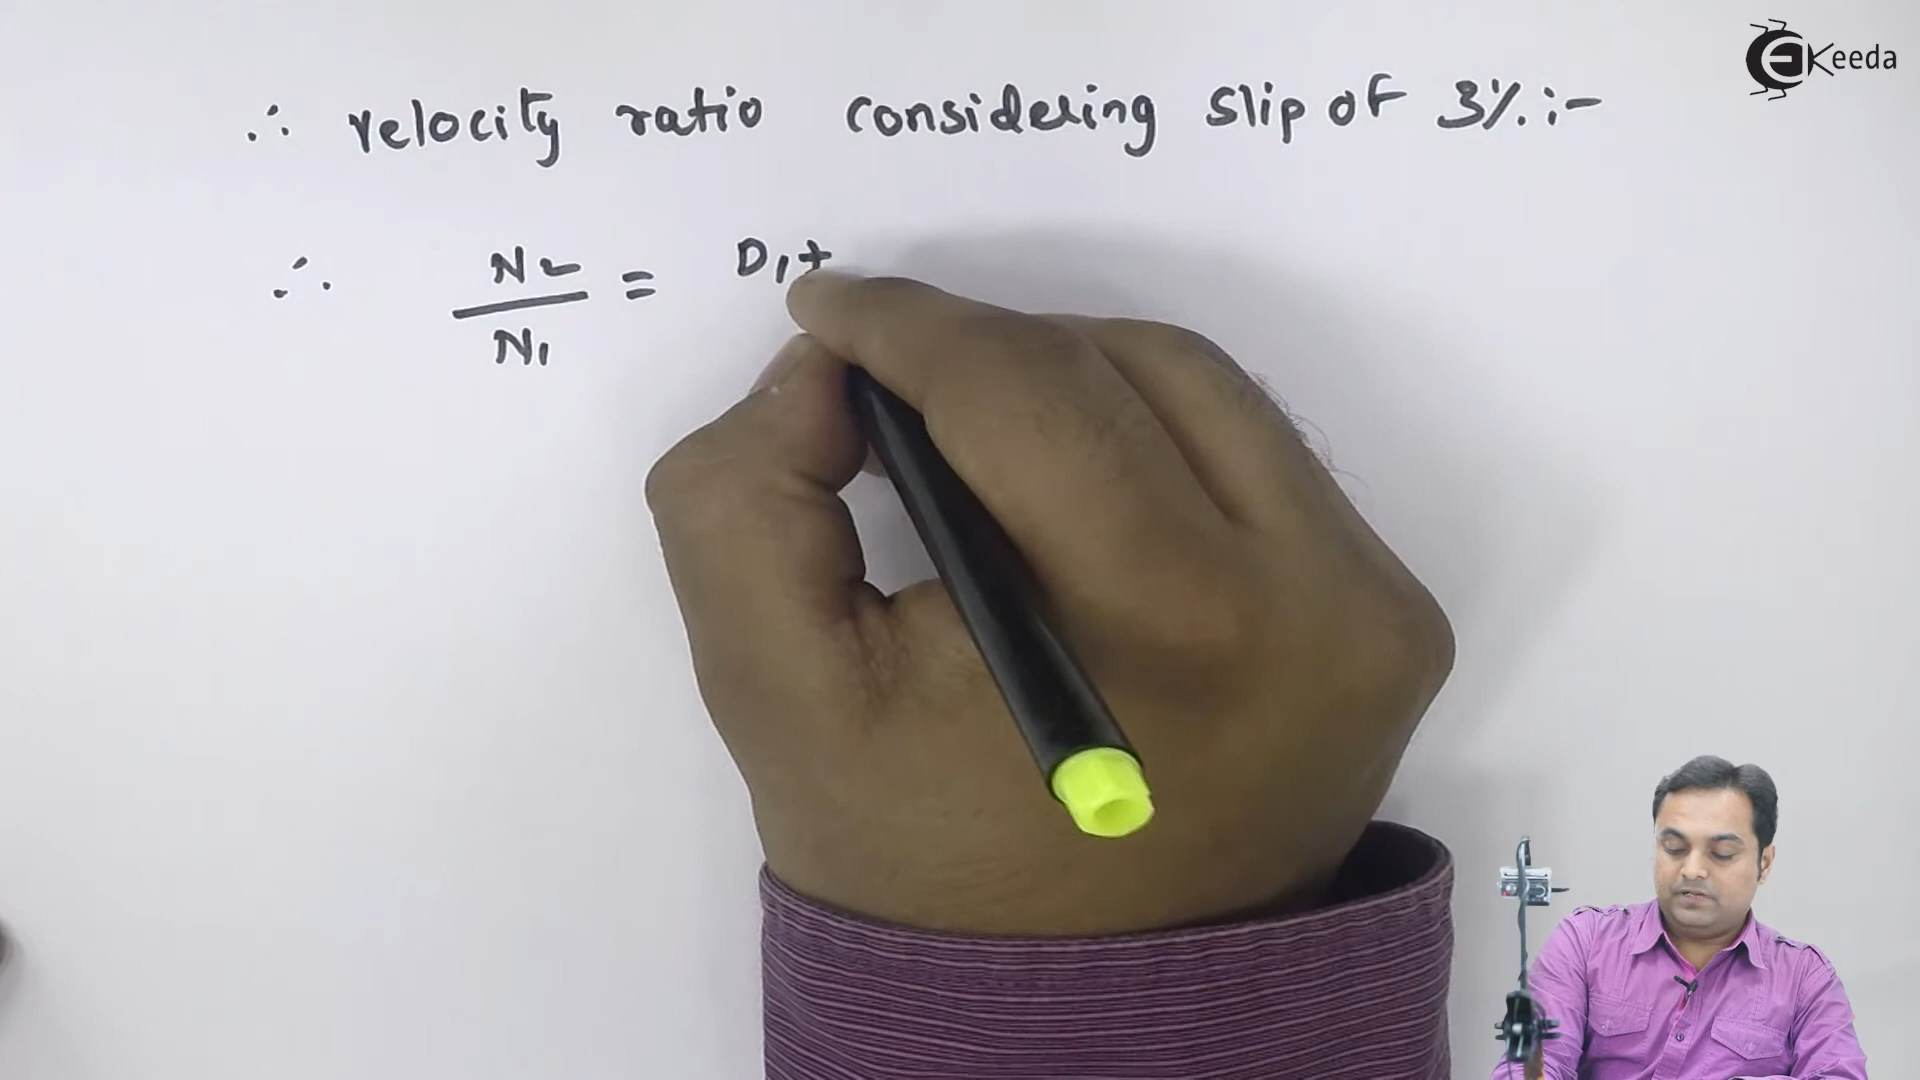 EKeeda
∴ velocity ratio considering slip of 3% :-
∴ N2 / N1 = D1+